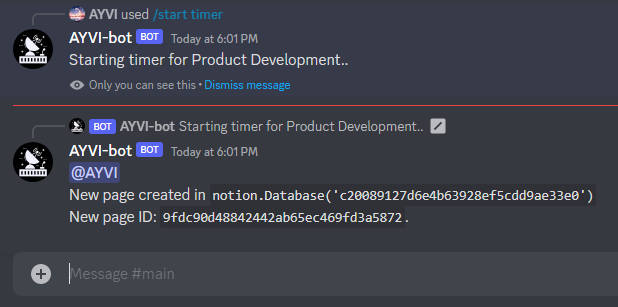 AYVI used /start timer
AYVI-bot BOT Today at 6:01 PM
Starting timer for Product Development..
Only you can see this • Dismiss message
BOT AYVI-bot Starting timer for Product Development..
AYVI-bot BOT Today at 6:01 PM
@AYVI
New page created in notion.Database('c20089127d6e4b63928ef5cdd9ae33e0')
New page ID: 9fdc90d48842442ab65ec469fd3a5872.
Message #main